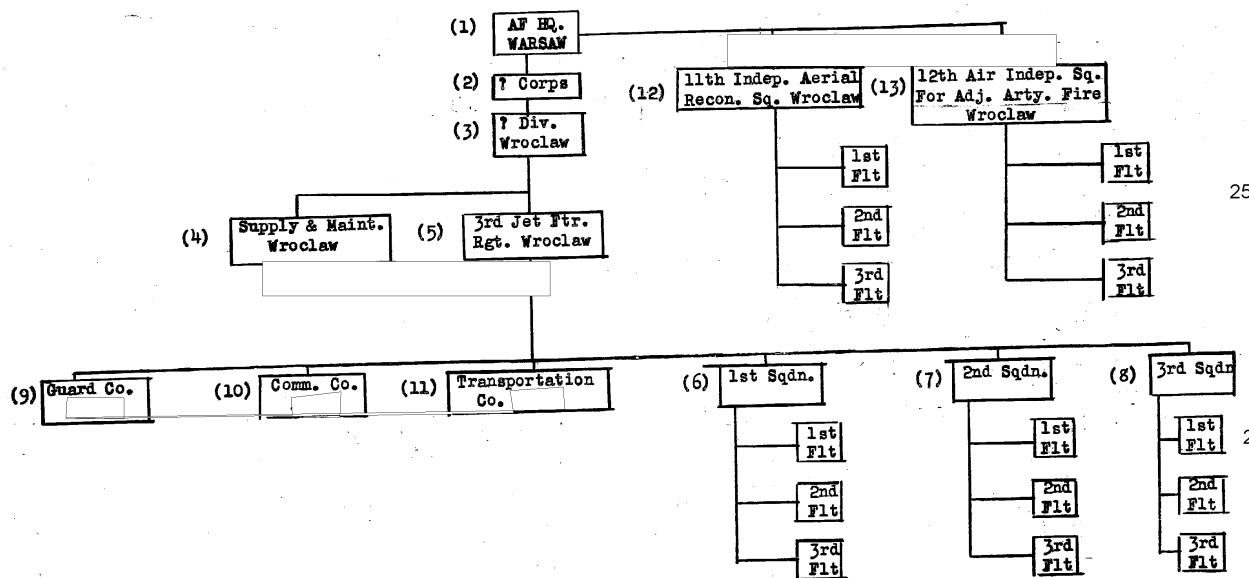 (1) AF HQ.
WARSAW
(2) ? Corps
(3) ? Div.
Wroclaw
(12) 11th Indep. Aerial
Recon. Sq. Wroclaw
(13) 12th Air Indep. Sq.
For Adj. Arty. Fire
Wroclaw
1st
Flt
2nd
Flt
3rd
Flt
1st
Flt
2nd
Flt
3rd
Flt
25
(4) Supply & Maint.
Wroclaw
(5) 3rd Jet Ftr.
Rgt. Wroclaw
(9) Guard Co.
(10) Comm. Co.
(11) Transportation
Co.
(6) 1st Sqdn.
(7) 2nd Sqdn.
(8) 3rd Sqdn
1st
Flt
2nd
Flt
3rd
Flt
1st
Flt
2nd
Flt
3rd
Flt
1st
Flt
2nd
Flt
3rd
Flt
2